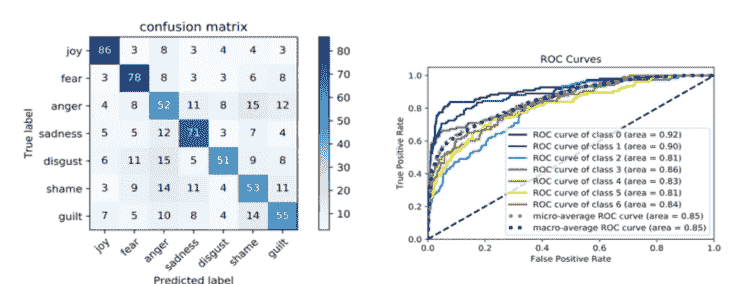 confusion matrix
joy 86 3 8 3 4 4 3
fear 3 78 8 3 3 6 8
anger 4 8 52 11 8 15 12
sadness 5 5 12 71 3 7 4
disgust 6 11 15 5 51 9 8
shame 3 9 14 11 4 53 11
guilt 7 5 10 8 4 14 55
joy fear anger sadness disgust shame guilt
True label
Predicted label
80
70
60
50
40
30
20
10
ROC Curves
True Positive Rate
1.0
0.8
0.6
0.4
0.2
0.0
ROC curve of class 0 (area = 0.92)
ROC curve of class 1 (area = 0.90)
ROC curve of class 2 (area = 0.81)
ROC curve of class 3 (area = 0.86)
ROC curve of class 4 (area = 0.83)
ROC curve of class 5 (area = 0.81)
ROC curve of class 6 (area = 0.84)
micro-average ROC curve (area = 0.85)
macro-average ROC curve (area = 0.85)
0.0 0.2 0.4 0.6 0.8 1.0
False Positive Rate